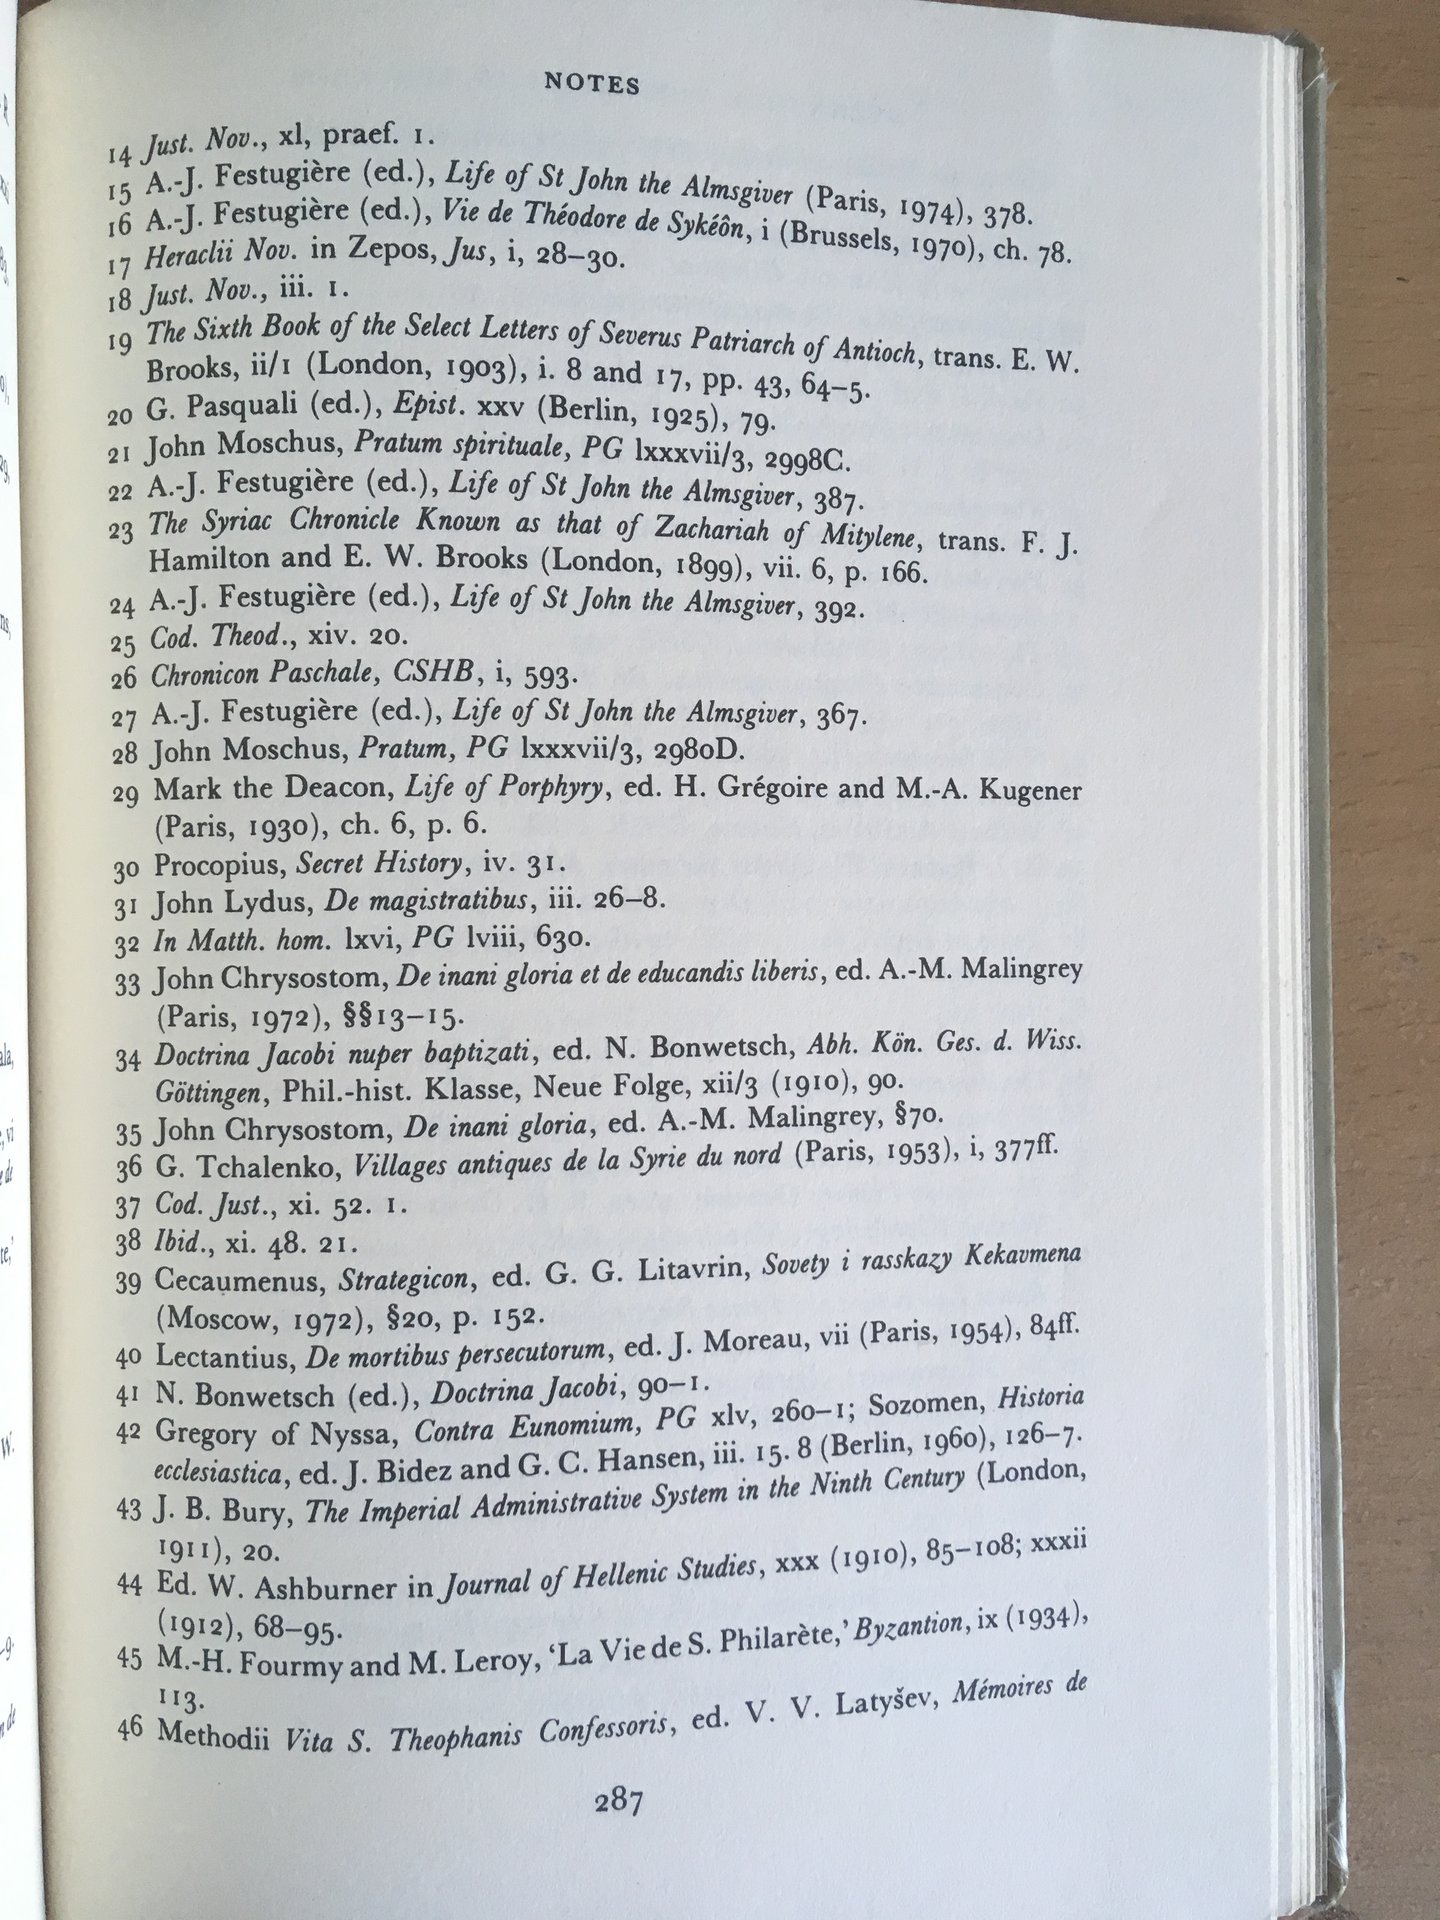 NOTES
14 Just. Nov., xl, praef. 1.
15 A.-J. Festugière (ed.), Life of St John the Almsgiver (Paris, 1974), 378.
16 A.-J. Festugière (ed.), Vie de Théodore de Sykéôn, i (Brussels, 1970), ch. 78.
17 Heraclii Nov. in Zepos, Jus, i, 28–30.
18 Just. Nov., iii. 1.
19 The Sixth Book of the Select Letters of Severus Patriarch of Antioch, trans. E. W.
Brooks, ii/1 (London, 1903), i. 8 and 17, pp. 43, 64–5.
20 G. Pasquali (ed.), Epist. xxv (Berlin, 1925), 79.
21 John Moschus, Pratum spirituale, PG lxxxvii/3, 2998C.
22 A.-J. Festugière (ed.), Life of St John the Almsgiver, 387.
23 The Syriac Chronicle Known as that of Zachariah of Mitylene, trans. F. J.
Hamilton and E. W. Brooks (London, 1899), vii. 6, p. 166.
24 A.-J. Festugière (ed.), Life of St John the Almsgiver, 392.
25 Cod. Theod., xiv. 20.
26 Chronicon Paschale, CSHB, i, 593.
27 A.-J. Festugière (ed.), Life of St John the Almsgiver, 367.
28 John Moschus, Pratum, PG lxxxvii/3, 2980D.
29 Mark the Deacon, Life of Porphyry, ed. H. Grégoire and M.-A. Kugener
(Paris, 1930), ch. 6, p. 6.
30 Procopius, Secret History, iv. 31.
31 John Lydus, De magistratibus, iii. 26–8.
32 In Matth. hom. lxvi, PG lviii, 630.
33 John Chrysostom, De inani gloria et de educandis liberis, ed. A.-M. Malingrey
(Paris, 1972), §§13–15.
34 Doctrina Jacobi nuper baptizati, ed. N. Bonwetsch, Abh. Kön. Ges. d. Wiss.
Göttingen, Phil.-hist. Klasse, Neue Folge, xii/3 (1910), 90.
35 John Chrysostom, De inani gloria, ed. A.-M. Malingrey, §70.
36 G. Tchalenko, Villages antiques de la Syrie du nord (Paris, 1953), i, 377ff.
37 Cod. Just., xi. 52. 1.
38 Ibid., xi. 48. 21.
39 Cecaumenus, Strategicon, ed. G. G. Litavrin, Sovety i rasskazy Kekavmena
(Moscow, 1972), §20, p. 152.
40 Lectantius, De mortibus persecutorum, ed. J. Moreau, vii (Paris, 1954), 84ff.
41 N. Bonwetsch (ed.), Doctrina Jacobi, 90–1.
42 Gregory of Nyssa, Contra Eunomium, PG xlv, 260–1; Sozomen, Historia
ecclesiastica, ed. J. Bidez and G. C. Hansen, iii. 15. 8 (Berlin, 1960), 126–7.
43 J. B. Bury, The Imperial Administrative System in the Ninth Century (London,
1911), 20.
44 Ed. W. Ashburner in Journal of Hellenic Studies, xxx (1910), 85–108; xxxii
(1912), 68–95.
45 M.-H. Fourmy and M. Leroy, ‘La Vie de S. Philarète,’ Byzantion, ix (1934),
113.
46 Methodii Vita S. Theophanis Confessoris, ed. V. V. Latyšev, Mémoires de
287